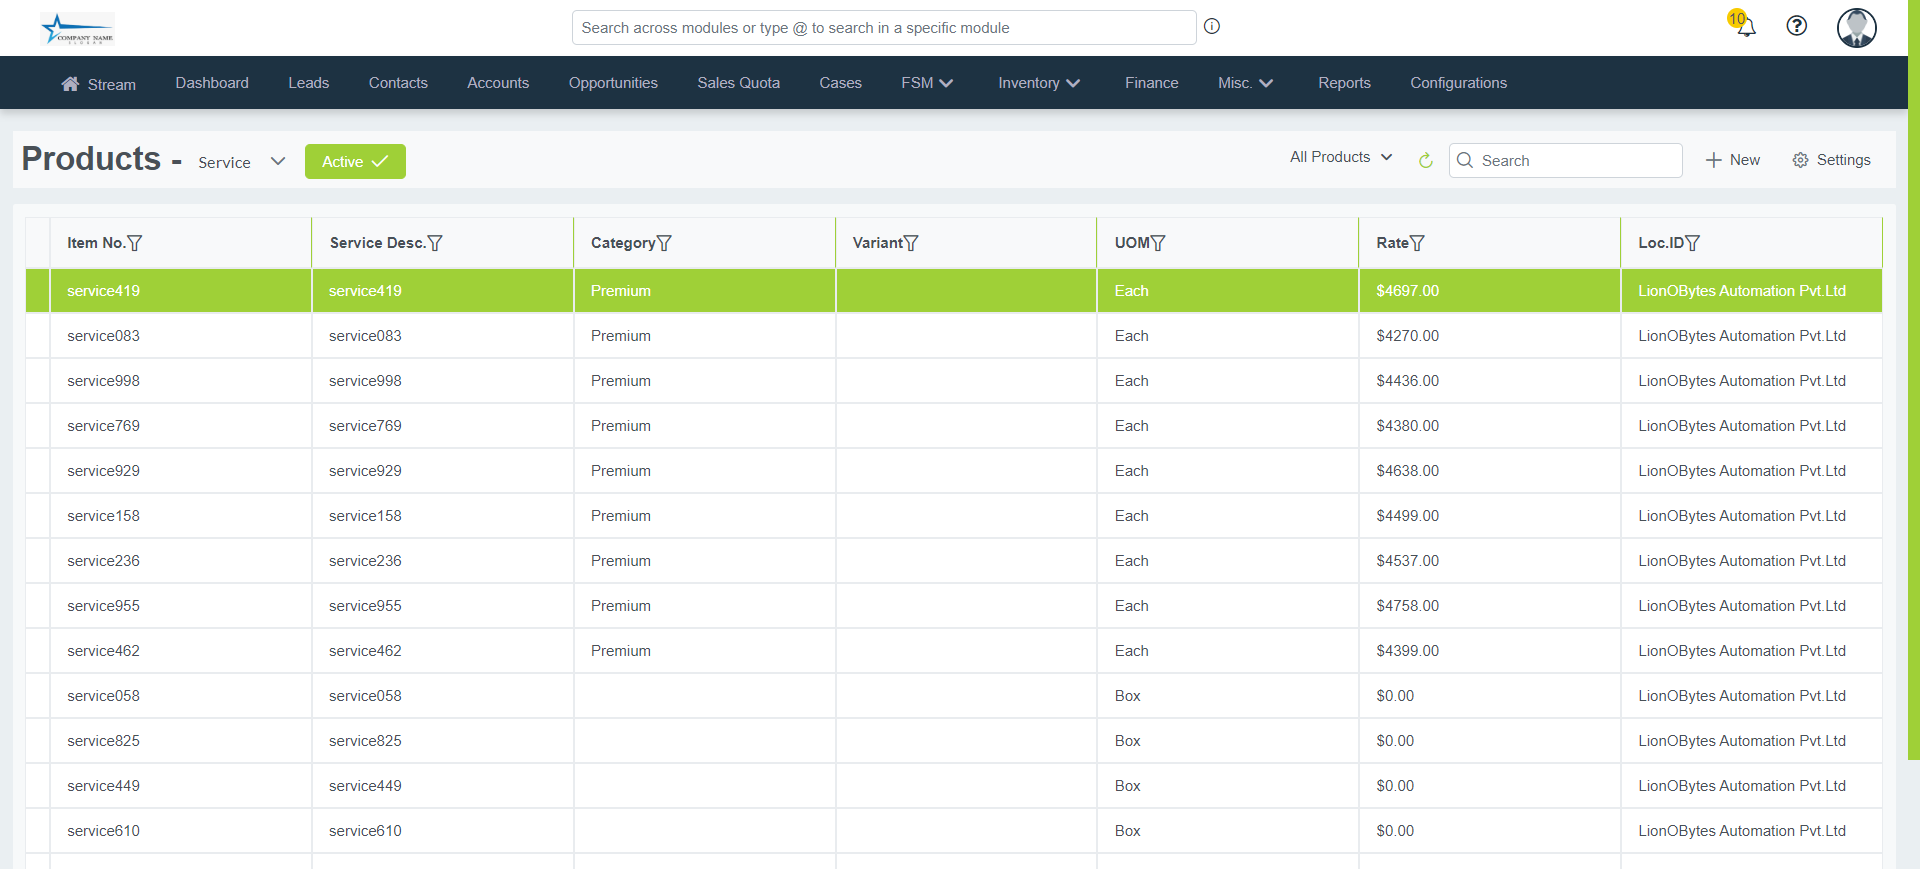 COMPANY NAME
Search across modules or type @ to search in a specific module
10
Stream Dashboard Leads Contacts Accounts Opportunities Sales Quota Cases FSM Inventory Finance Misc. Reports Configurations
Products - Service Active All Products Search New Settings
Item No. Service Desc. Category Variant UOM Rate Loc.ID
service419 service419 Premium Each $4697.00 LionOBytes Automation Pvt.Ltd
service083 service083 Premium Each $4270.00 LionOBytes Automation Pvt.Ltd
service998 service998 Premium Each $4436.00 LionOBytes Automation Pvt.Ltd
service769 service769 Premium Each $4380.00 LionOBytes Automation Pvt.Ltd
service929 service929 Premium Each $4638.00 LionOBytes Automation Pvt.Ltd
service158 service158 Premium Each $4499.00 LionOBytes Automation Pvt.Ltd
service236 service236 Premium Each $4537.00 LionOBytes Automation Pvt.Ltd
service955 service955 Premium Each $4758.00 LionOBytes Automation Pvt.Ltd
service462 service462 Premium Each $4399.00 LionOBytes Automation Pvt.Ltd
service058 service058 Box $0.00 LionOBytes Automation Pvt.Ltd
service825 service825 Box $0.00 LionOBytes Automation Pvt.Ltd
service449 service449 Box $0.00 LionOBytes Automation Pvt.Ltd
service610 service610 Box $0.00 LionOBytes Automation Pvt.Ltd